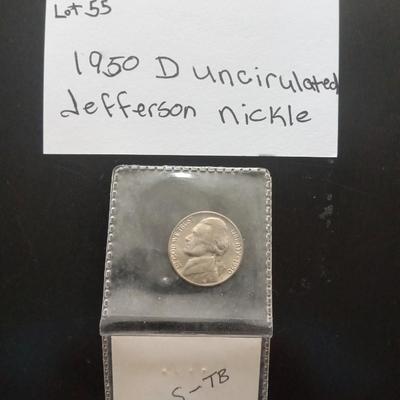 Lot 55
1950 D uncirulated
Jefferson nickle
S-TB